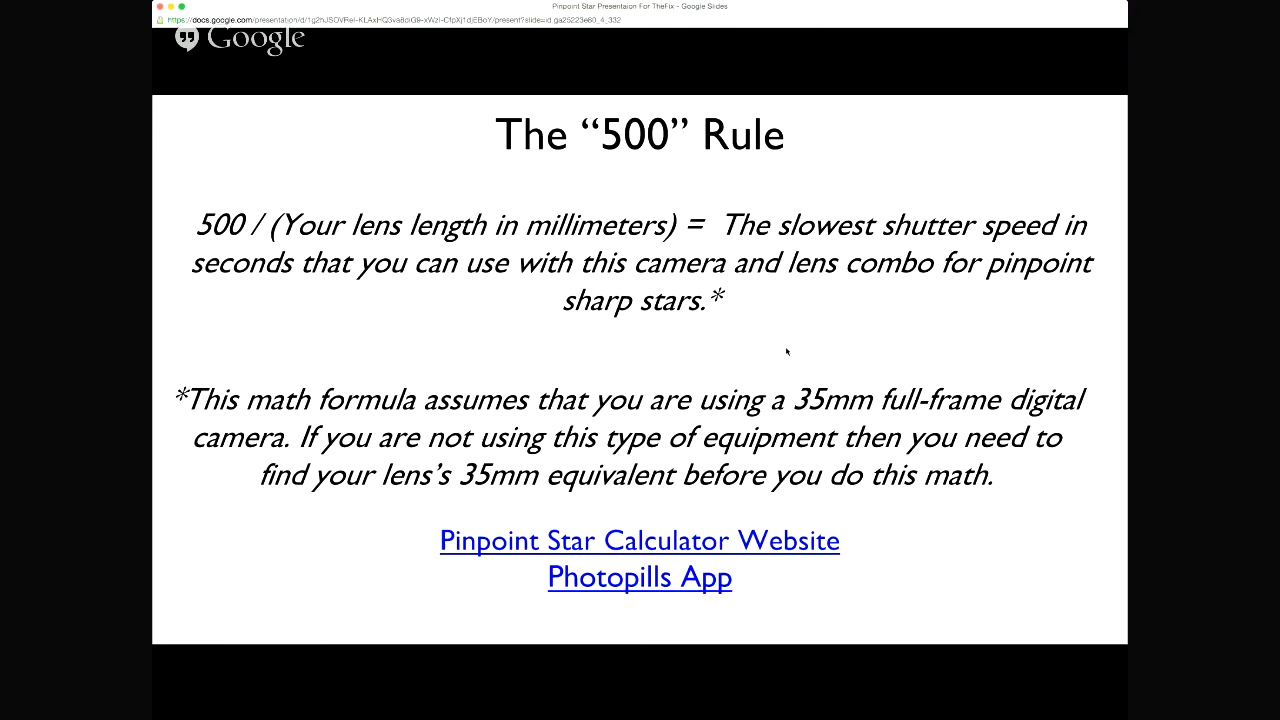 Pinpoint Star Presentaion For TheFix - Google Slides
Google
The “500” Rule
500 / (Your lens length in millimeters) = The slowest shutter speed in
seconds that you can use with this camera and lens combo for pinpoint
sharp stars.*
*This math formula assumes that you are using a 35mm full-frame digital
camera. If you are not using this type of equipment then you need to
find your lens’s 35mm equivalent before you do this math.
Pinpoint Star Calculator Website
Photopills App